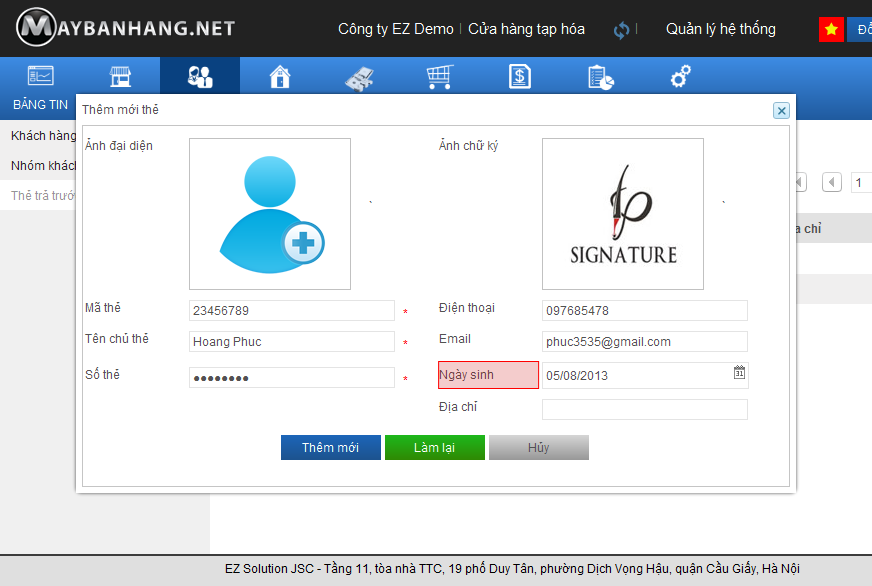 MAYBANHANG.NET
Công ty EZ Demo | Cửa hàng tạp hóa
Quản lý hệ thống
BẢNG TIN
Khách hàng
Nhóm khách
Thẻ trả trước
Thêm mới thẻ
Ảnh đại diện
Ảnh chữ ký
SIGNATURE
Mã thẻ 23456789 *
Điện thoại 097685478
Tên chủ thẻ Hoang Phuc *
Email phuc3535@gmail.com
Số thẻ ●●●●●●●● *
Ngày sinh 05/08/2013
31
Địa chỉ
Thêm mới
Làm lại
Hủy
1
a chỉ
EZ Solution JSC - Tầng 11, tòa nhà TTC, 19 phố Duy Tân, phường Dịch Vọng Hậu, quận Cầu Giấy, Hà Nội